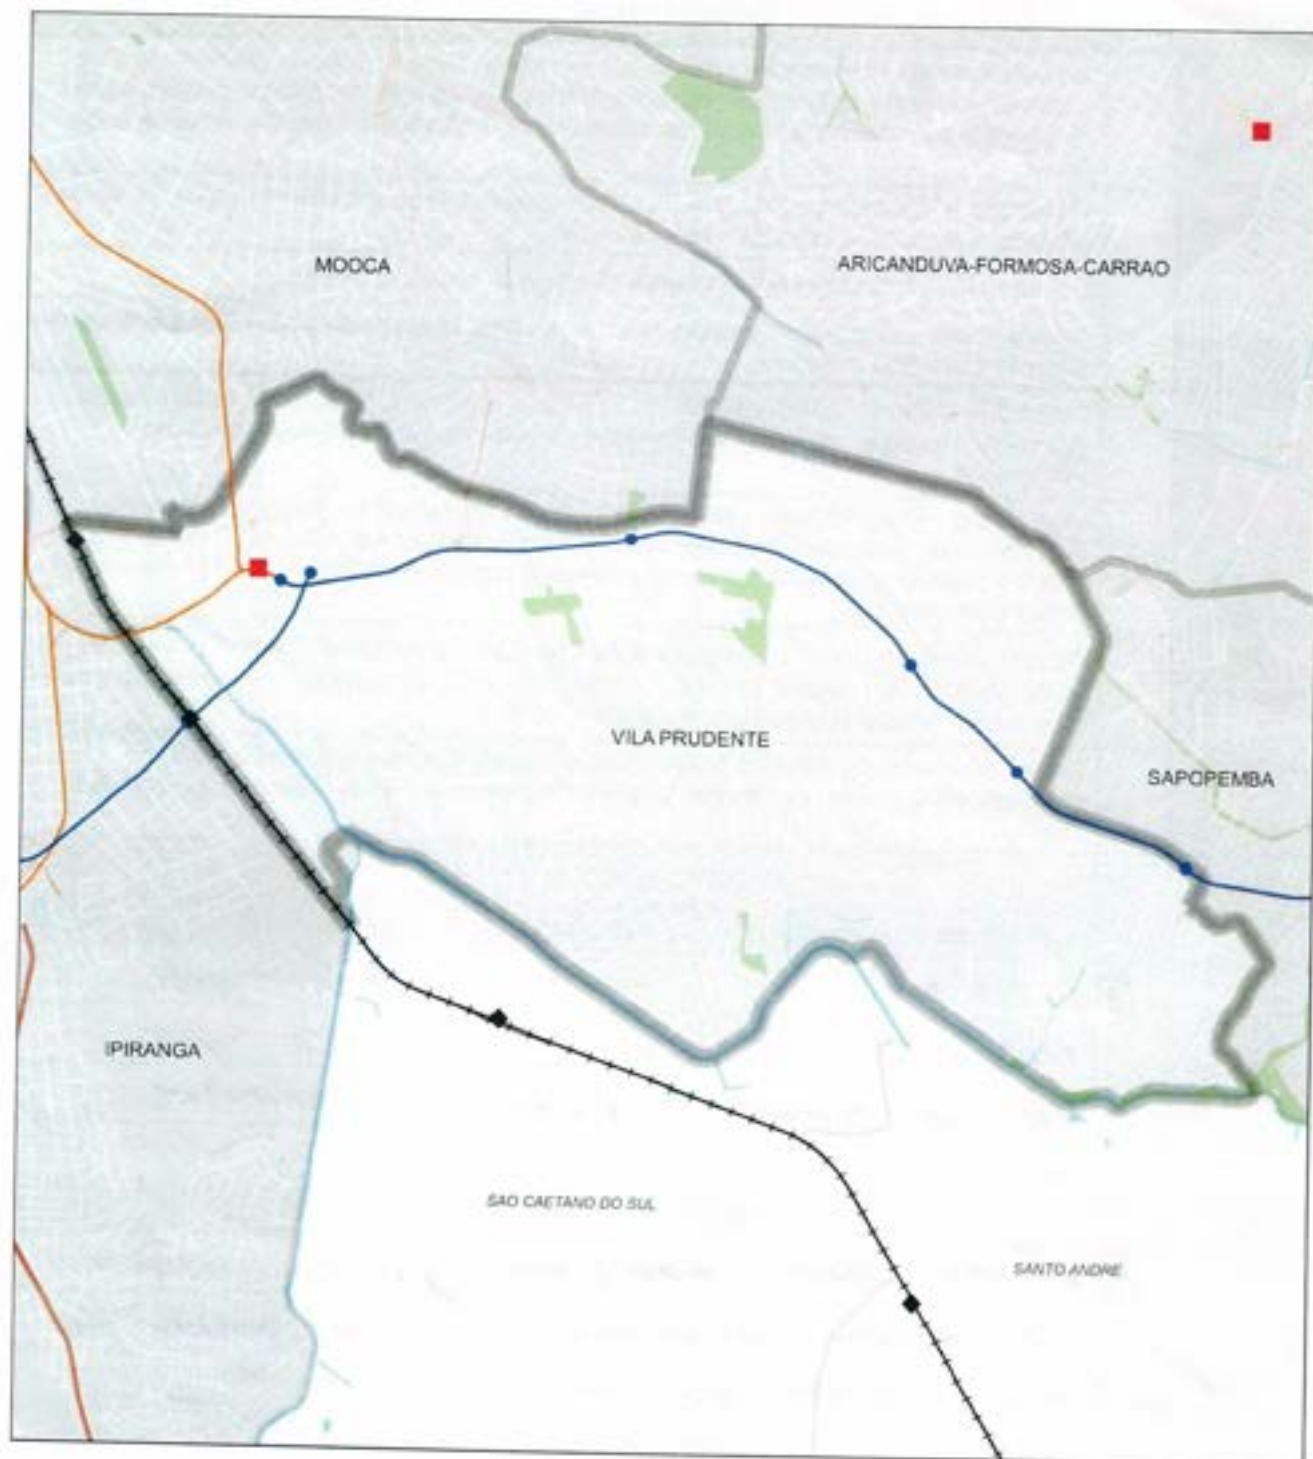 MOOCA
ARICANDUVA-FORMOSA-CARRAO
VILA PRUDENTE
SAPOPEMBA
IPIRANGA
SAO CAETANO DO SUL
SANTO ANDRE